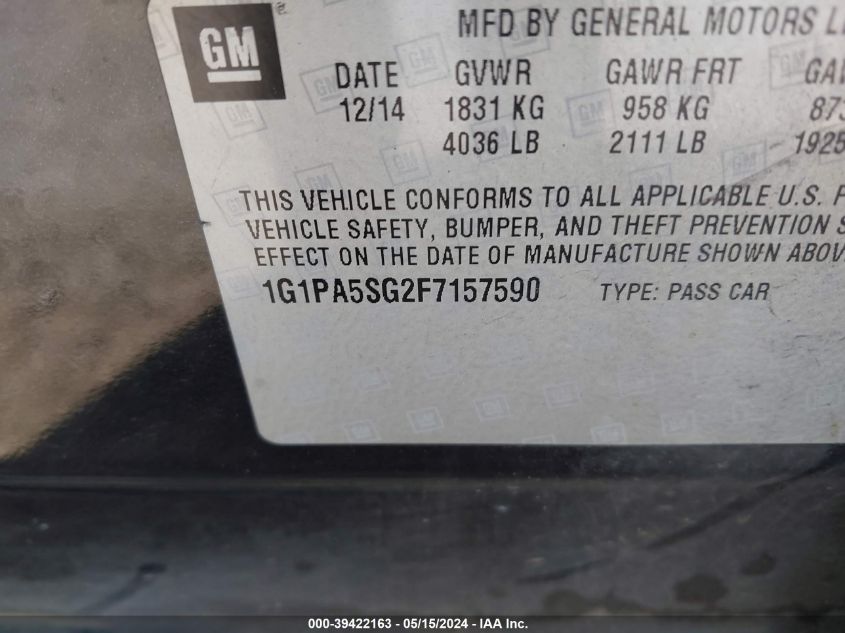 GM
MFD BY GENERAL MOTORS
DATE GVWR GAWR FRT
12/14 1831 KG 958 KG
4036 LB 2111 LB 1925
THIS VEHICLE CONFORMS TO ALL APPLICABLE U.S.
VEHICLE SAFETY, BUMPER, AND THEFT PREVENTION
EFFECT ON THE DATE OF MANUFACTURE SHOWN
1G1PA5SG2F7157590 TYPE: PASS CAR
000-39422163 - 05/15/2024 - IAA Inc.